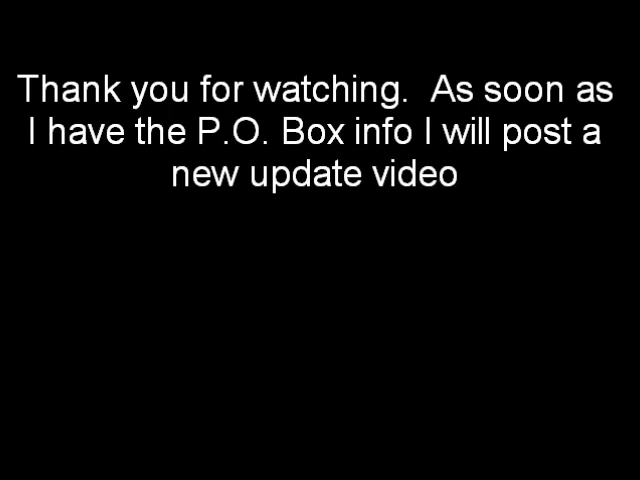 Thank you for watching.  As soon as
I have the P.O. Box info I will post a
new update video